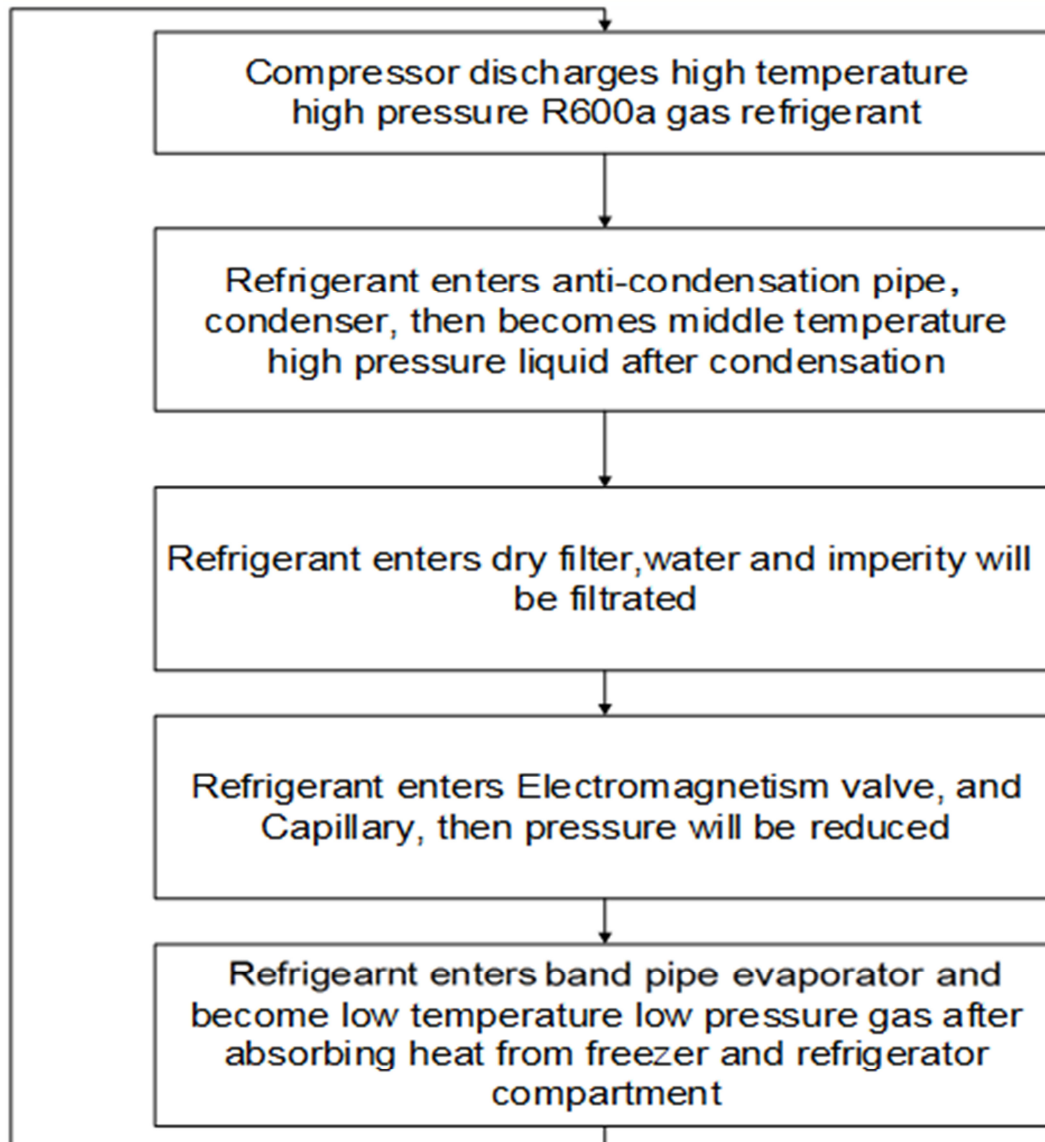 Compressor discharges high temperature
high pressure R600a gas refrigerant
Refrigerant enters anti-condensation pipe,
condenser, then becomes middle temperature
high pressure liquid after condensation
Refrigerant enters dry filter,water and imperity will
be filtrated
Refrigerant enters Electromagnetism valve, and
Capillary, then pressure will be reduced
Refrigearnt enters band pipe evaporator and
become low temperature low pressure gas after
absorbing heat from freezer and refrigerator
compartment